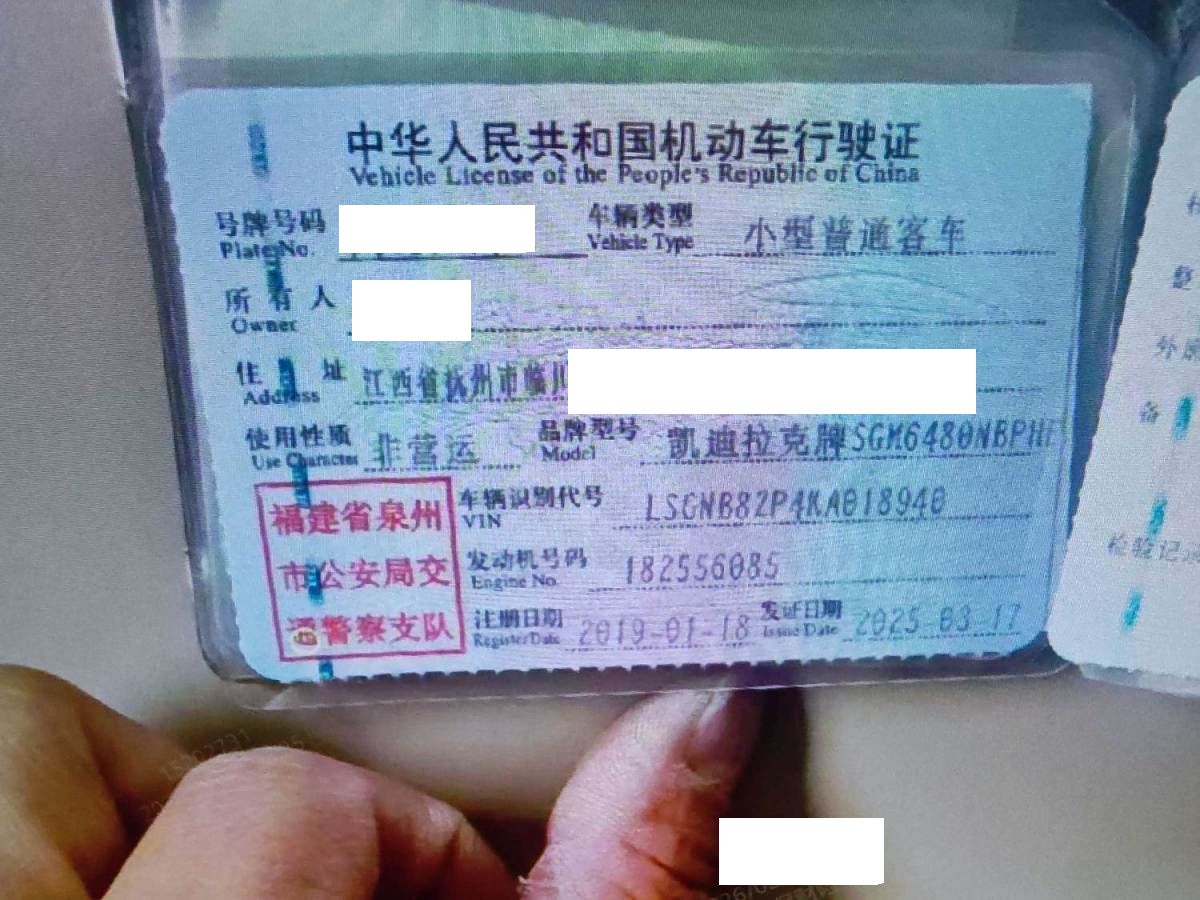 中华人民共和国机动车行驶证
Vehicle License of the People's Republic of China
号牌号码 车辆类型 小型普通客车
Plate No. Vehicle Type
所有人
Owner
住址 江西省抚州市临川
Address
使用性质 非营运 品牌型号 凯迪拉克牌SGM6480NBPH
Use Character Model
福建省泉州
市公安局交
通警察支队
车辆识别代号 LSGNB82P4KA018940
VIN
发动机号码 182556085
Engine No.
注册日期 2019-01-18 发证日期 2025-03-17
Register Date Issue Date
备
检验记